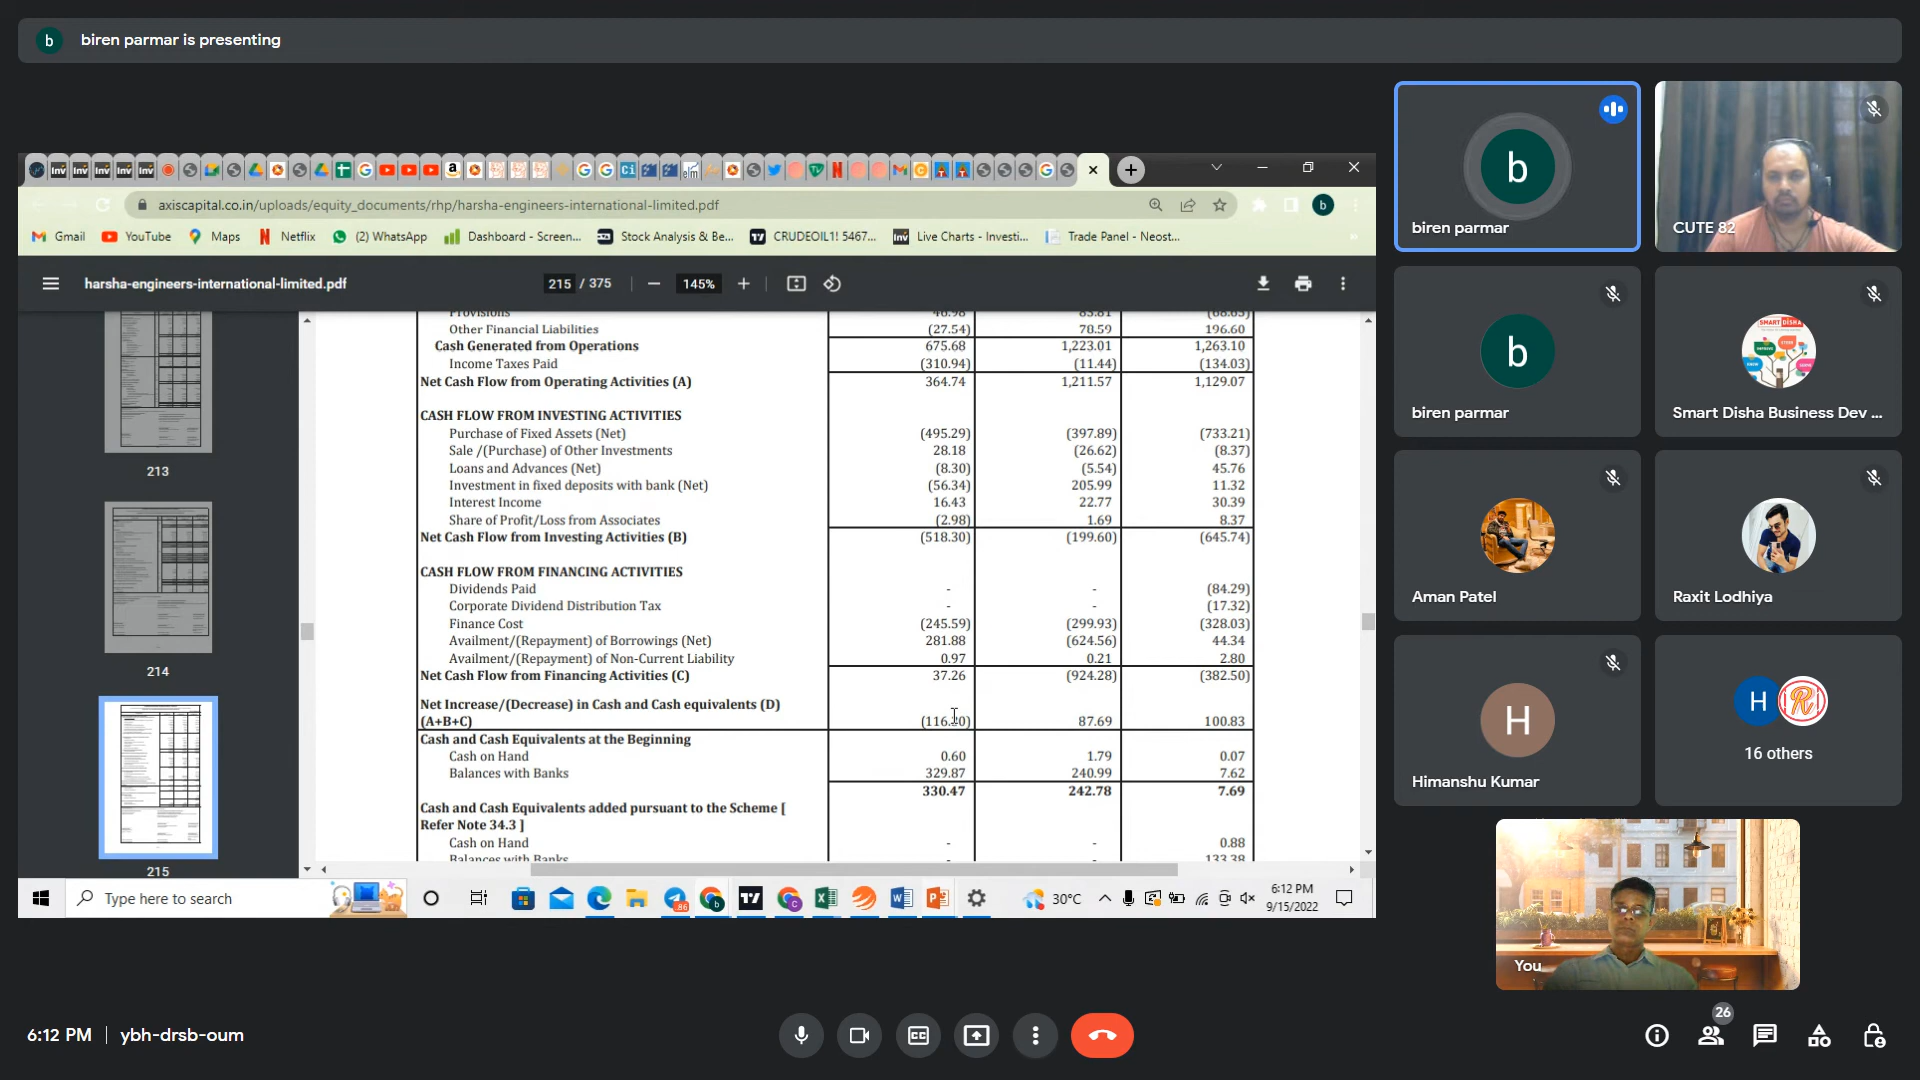 b biren parmar is presenting
axiscapital.co.in/uploads/equity_documents/rhp/harsha-engineers-international-limited.pdf b
Gmail YouTube Maps Netflix (2) WhatsApp Dashboard - Screen... Stock Analysis & Be... CRUDEOIL1! 5467... Live Charts - Investi... Trade Panel - Neost... »
harsha-engineers-international-limited.pdf 215 / 375 − 145% +
213
214
215
Provisions 46.98 83.81 (68.63)
Other Financial Liabilities (27.54) 78.59 196.60
Cash Generated from Operations 675.68 1,223.01 1,263.10
Income Taxes Paid (310.94) (11.44) (134.03)
Net Cash Flow from Operating Activities (A) 364.74 1,211.57 1,129.07
CASH FLOW FROM INVESTING ACTIVITIES
Purchase of Fixed Assets (Net) (495.29) (397.89) (733.21)
Sale /(Purchase) of Other Investments 28.18 (26.62) (8.37)
Loans and Advances (Net) (8.30) (5.54) 45.76
Investment in fixed deposits with bank (Net) (56.34) 205.99 11.32
Interest Income 16.43 22.77 30.39
Share of Profit/Loss from Associates (2.98) 1.69 8.37
Net Cash Flow from Investing Activities (B) (518.30) (199.60) (645.74)
CASH FLOW FROM FINANCING ACTIVITIES
Dividends Paid - - (84.29)
Corporate Dividend Distribution Tax - - (17.32)
Finance Cost (245.59) (299.93) (328.03)
Availment/(Repayment) of Borrowings (Net) 281.88 (624.56) 44.34
Availment/(Repayment) of Non-Current Liability 0.97 0.21 2.80
Net Cash Flow from Financing Activities (C) 37.26 (924.28) (382.50)
Net Increase/(Decrease) in Cash and Cash equivalents (D)
(A+B+C) 87.69 100.83
Cash and Cash Equivalents at the Beginning
Cash on Hand 0.60 1.79 0.07
Balances with Banks 329.87 240.99 7.62
330.47 242.78 7.69
Cash and Cash Equivalents added pursuant to the Scheme [
Refer Note 34.3 ]
Cash on Hand - - 0.88
Balances with Banks 133.38
Type here to search 86 30°C 6:12 PM
9/15/2022
b
biren parmar
CUTE 82
b
biren parmar
SMART DISHA
Smart Disha Business Dev ...
Aman Patel
Raxit Lodhiya
H
Himanshu Kumar
H R
16 others
You
6:12 PM | ybh-drsb-oum
CC
26